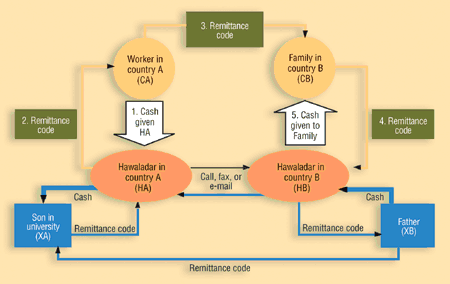 3. Remittance
code
Worker in
country A
(CA)
Family in
country B
(CB)
2. Remittance
code
1. Cash
given
HA
5. Cash
given to
Family
4. Remittance
code
Hawaladar in
country A
(HA)
Call, fax, or
e-mail
Hawaladar in
country B
(HB)
Cash
Cash
Son in
university
(XA)
Remittance code
Remittance code
Father
(XB)
Remittance code